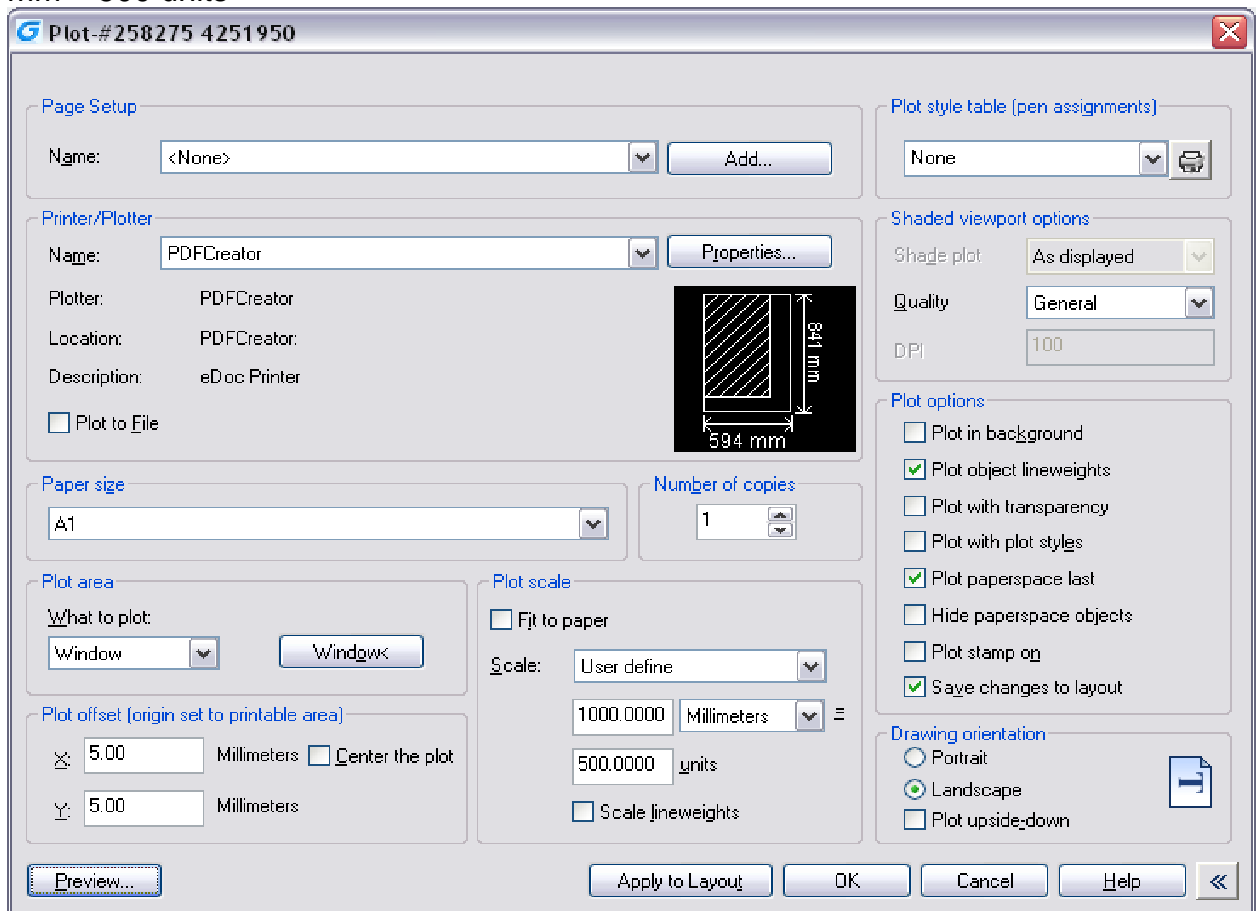 Plot-#258275 4251950
Page Setup
Name: <None> Add...
Plot style table (pen assignments)
None
Printer/Plotter
Name: PDFCreator Properties...
Plotter: PDFCreator
Location: PDFCreator:
Description: eDoc Printer
Plot to File
841 mm
594 mm
Shaded viewport options
Shade plot As displayed
Quality General
DPI 100
Paper size
A1
Number of copies
1
Plot options
Plot in background
Plot object lineweights
Plot with transparency
Plot with plot styles
Plot paperspace last
Hide paperspace objects
Plot stamp on
Save changes to layout
Plot area
What to plot:
Window Window<
Plot scale
Fit to paper
Scale: User define
1000.0000 Millimeters =
500.0000 units
Scale lineweights
Plot offset (origin set to printable area)
X: 5.00 Millimeters Center the plot
Y: 5.00 Millimeters
Drawing orientation
Portrait
Landscape
Plot upside-down
Preview... Apply to Layout OK Cancel Help «